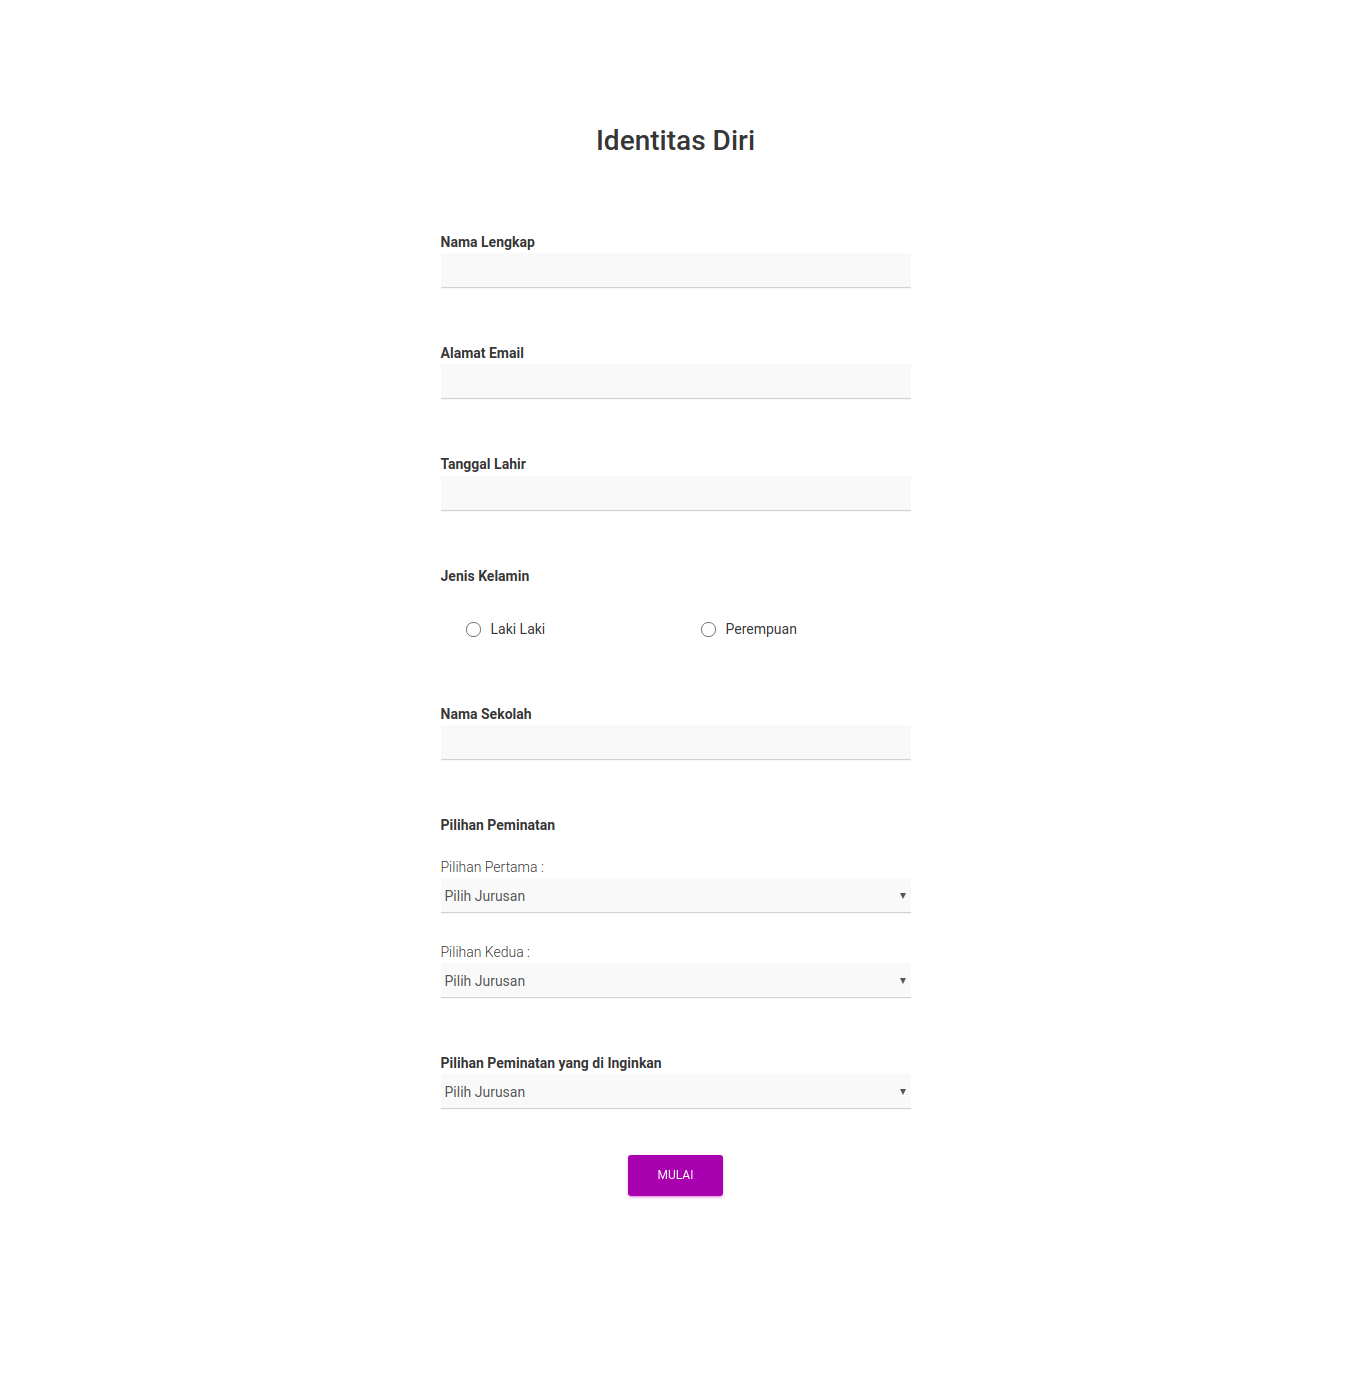 Identitas Diri
Nama Lengkap
Alamat Email
Tanggal Lahir
Jenis Kelamin
Laki Laki Perempuan
Nama Sekolah
Pilihan Peminatan
Pilihan Pertama :
Pilih Jurusan
Pilihan Kedua :
Pilih Jurusan
Pilihan Peminatan yang di Inginkan
Pilih Jurusan
MULAI